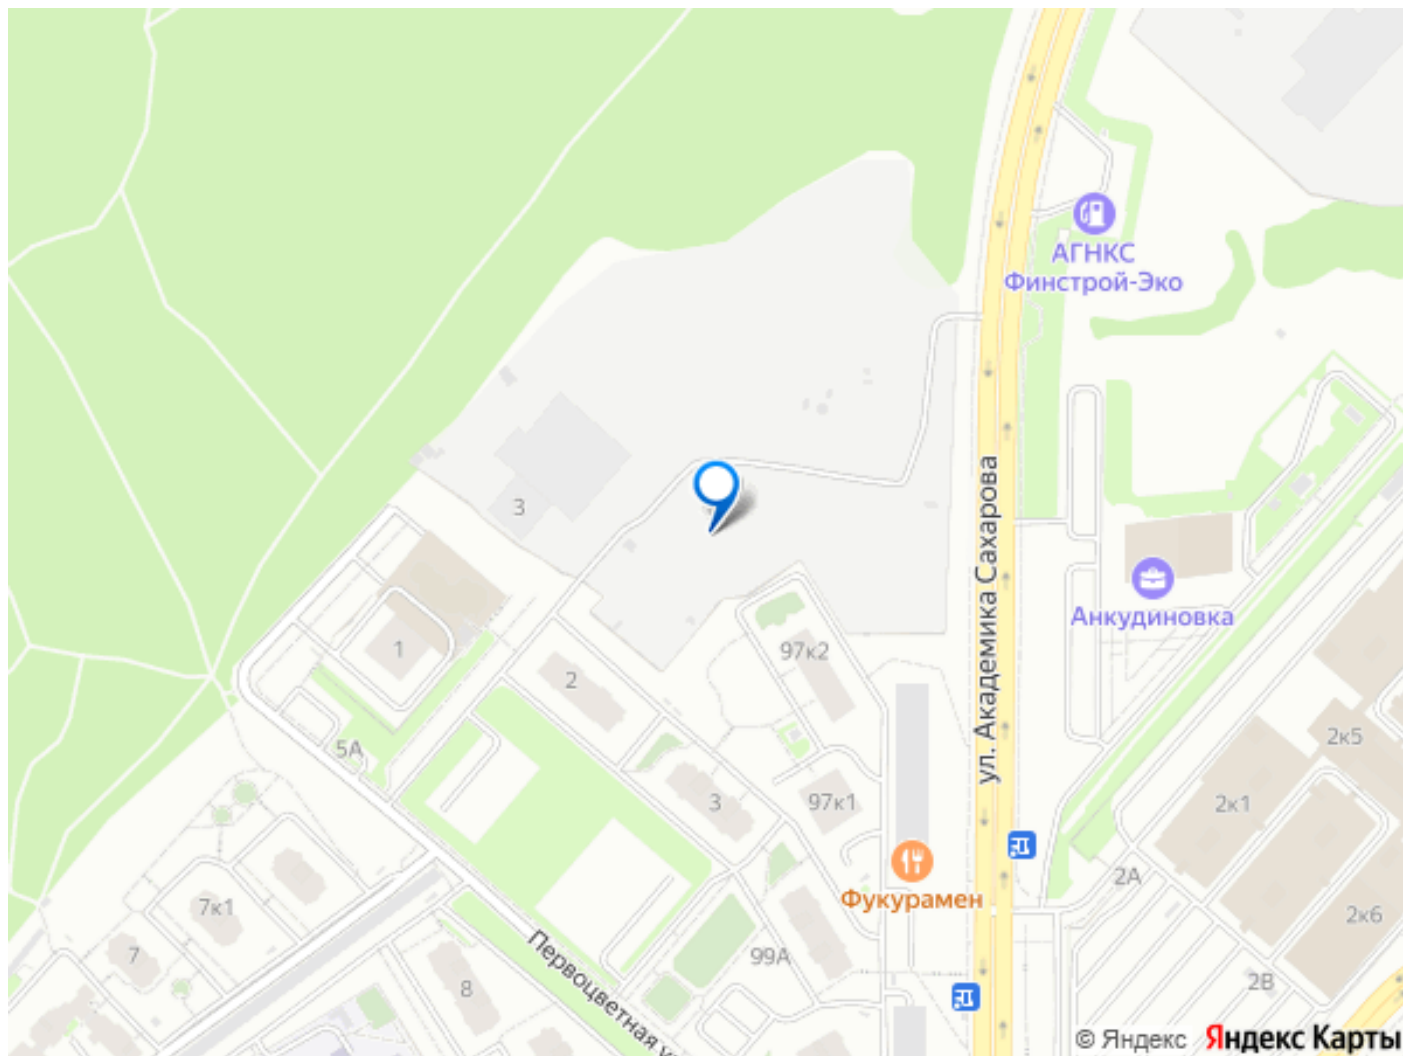 АГНКС
Финстрой-Эко
ул. Академика Сахарова
3
Анкудиновка
1
2
97к2
5А
3
97к1
2к5
2к1
Фукурамен
2А
7к1
2к6
7
8
Первоцветная у
99А
2В
© Яндекс Яндекс Карты